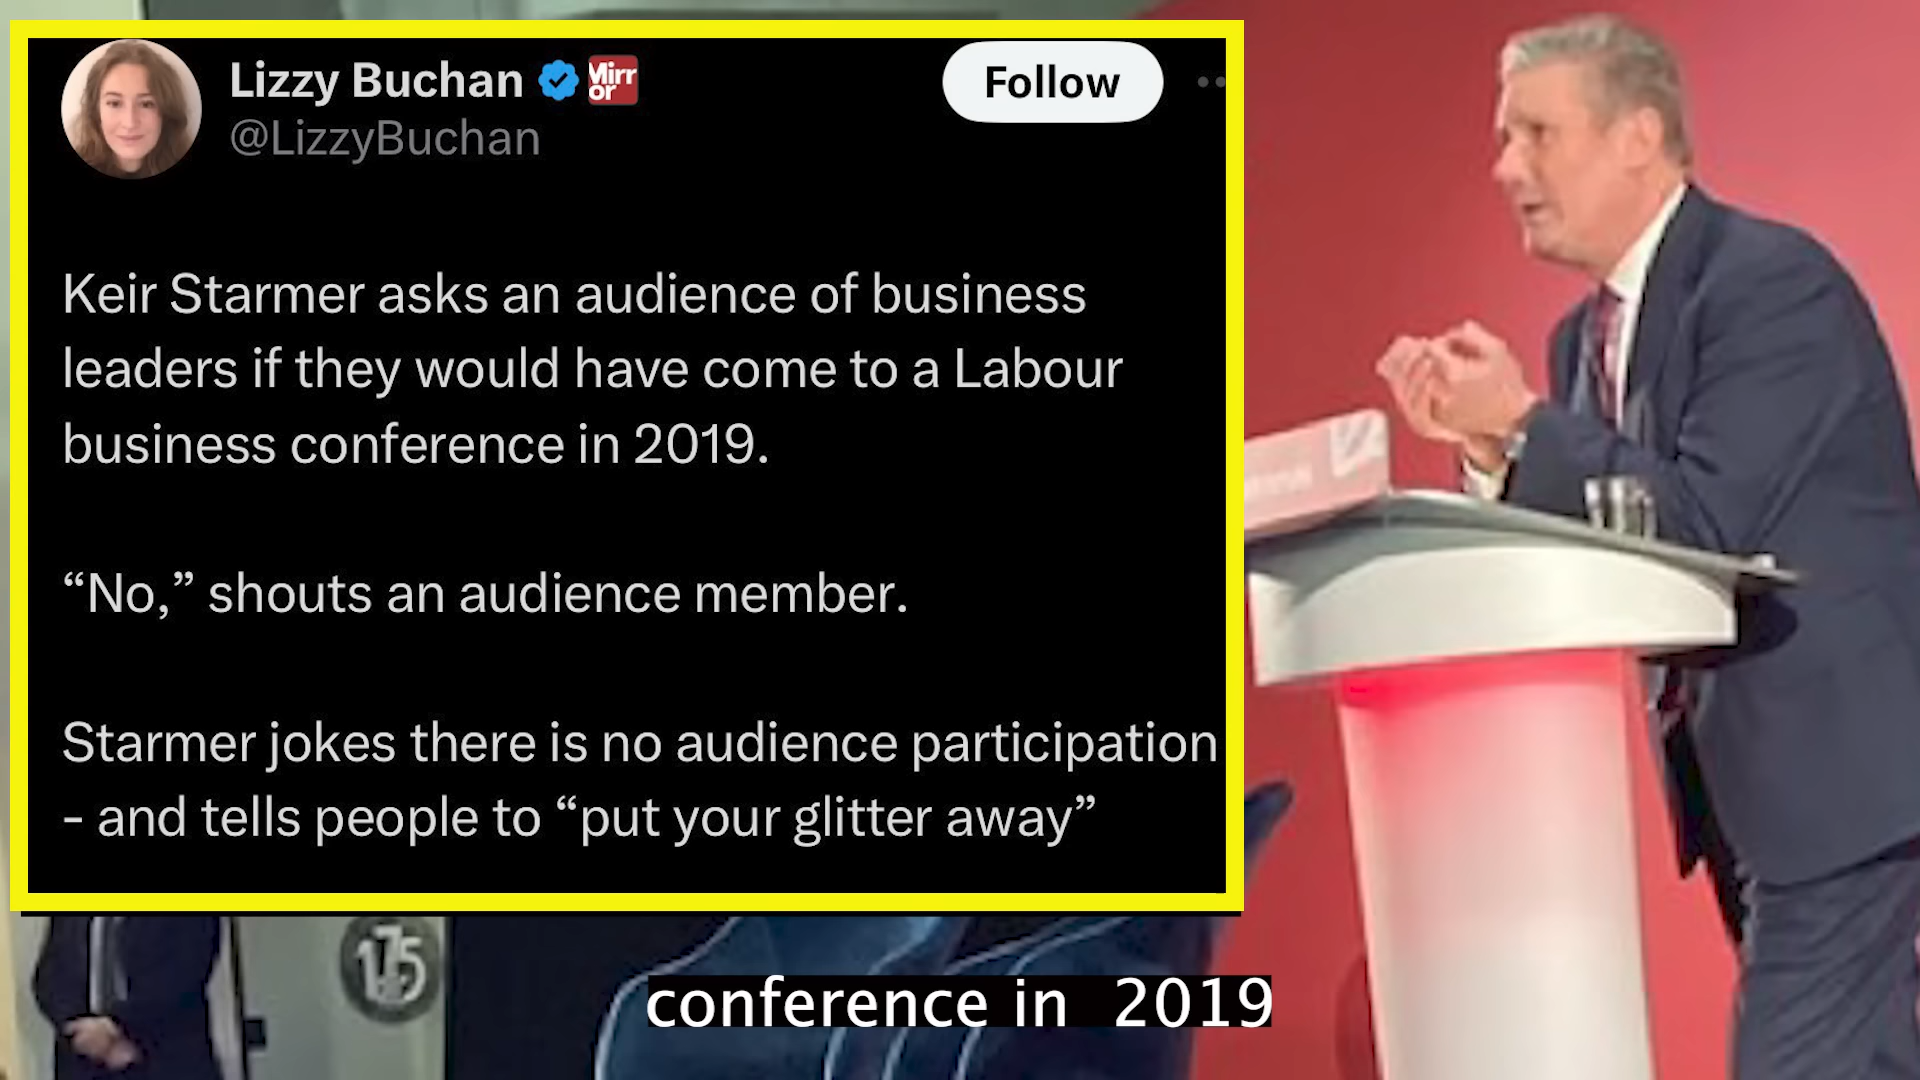 Lizzy Buchan Mirr
or
@LizzyBuchan
Follow
Keir Starmer asks an audience of business
leaders if they would have come to a Labour
business conference in 2019.
“No,” shouts an audience member.
Starmer jokes there is no audience participation
- and tells people to “put your glitter away”
175
conference in 2019